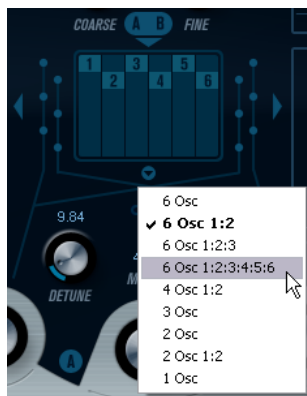 COARSE A B FINE
1 3 5
2 4 6
9.84
DETUNE
A
6 Osc
✓ 6 Osc 1:2
6 Osc 1:2:3
6 Osc 1:2:3:4:5:6
4 Osc 1:2
3 Osc
2 Osc
2 Osc 1:2
1 Osc